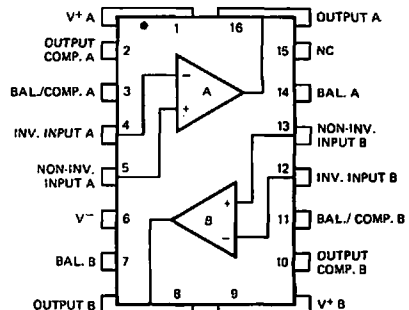 V+ A
1
16
OUTPUT A
OUTPUT
COMP. A
2
15
NC
BAL./COMP. A
3
14
BAL. A
A
−
+
INV. INPUT A
4
13
NON-INV.
INPUT B
NON-INV.
INPUT A
5
12
INV. INPUT B
+
B
−
V−
6
11
BAL./ COMP. B
BAL. B
7
10
OUTPUT
COMP. B
OUTPUT B
8
9
V+ B